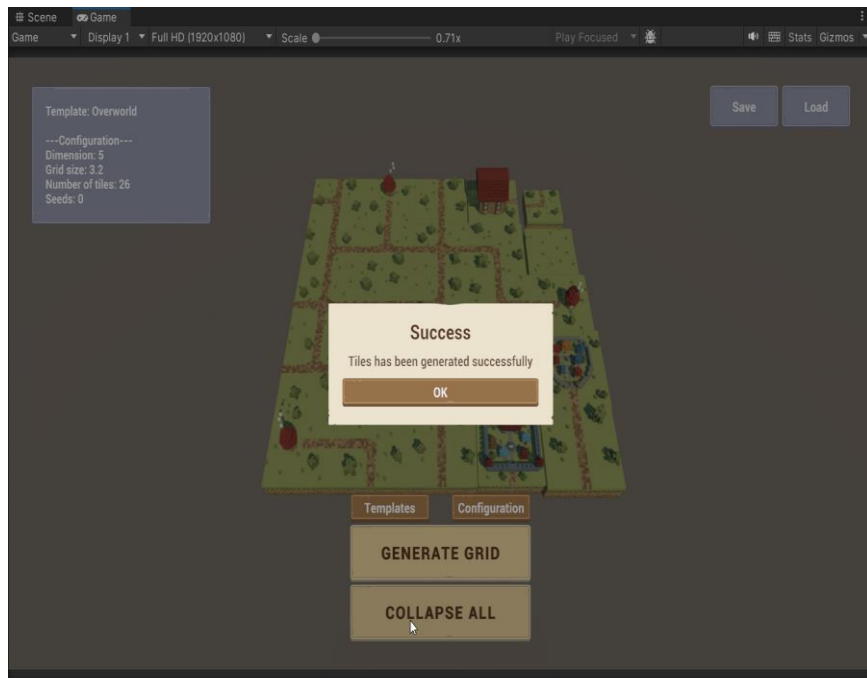 Scene Game
Game Display 1 Full HD (1920x1080) Scale 0.71x Play Focused Stats Gizmos
Template: Overworld
---Configuration---
Dimension: 5
Grid size: 3.2
Number of tiles: 26
Seeds: 0
Save Load
Success
Tiles has been generated successfully
OK
Templates Configuration
GENERATE GRID
COLLAPSE ALL